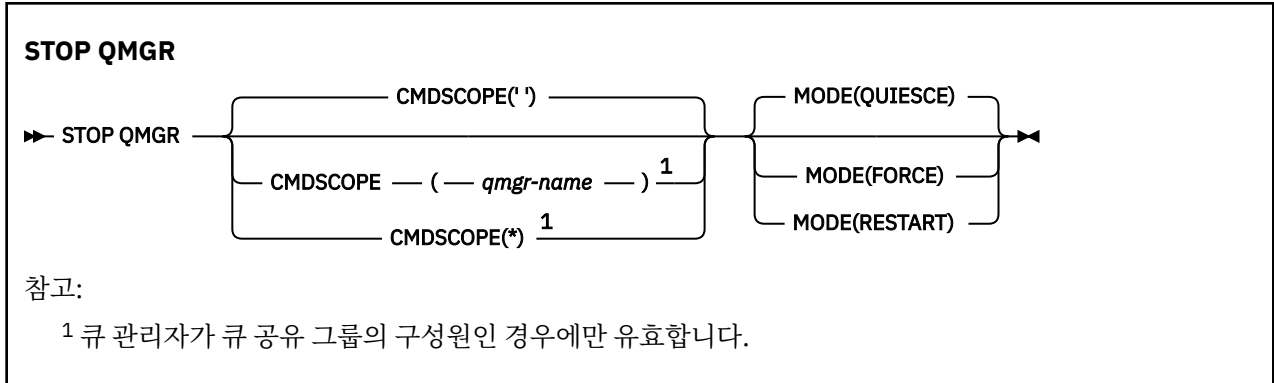 STOP QMGR
CMDSCOPE(' ') MODE(QUIESCE)
STOP QMGR
CMDSCOPE ( qmgr-name ) 1 MODE(FORCE)
CMDSCOPE(*) 1 MODE(RESTART)
참고:
1 큐 관리자가 큐 공유 그룹의 구성원인 경우에만 유효합니다.